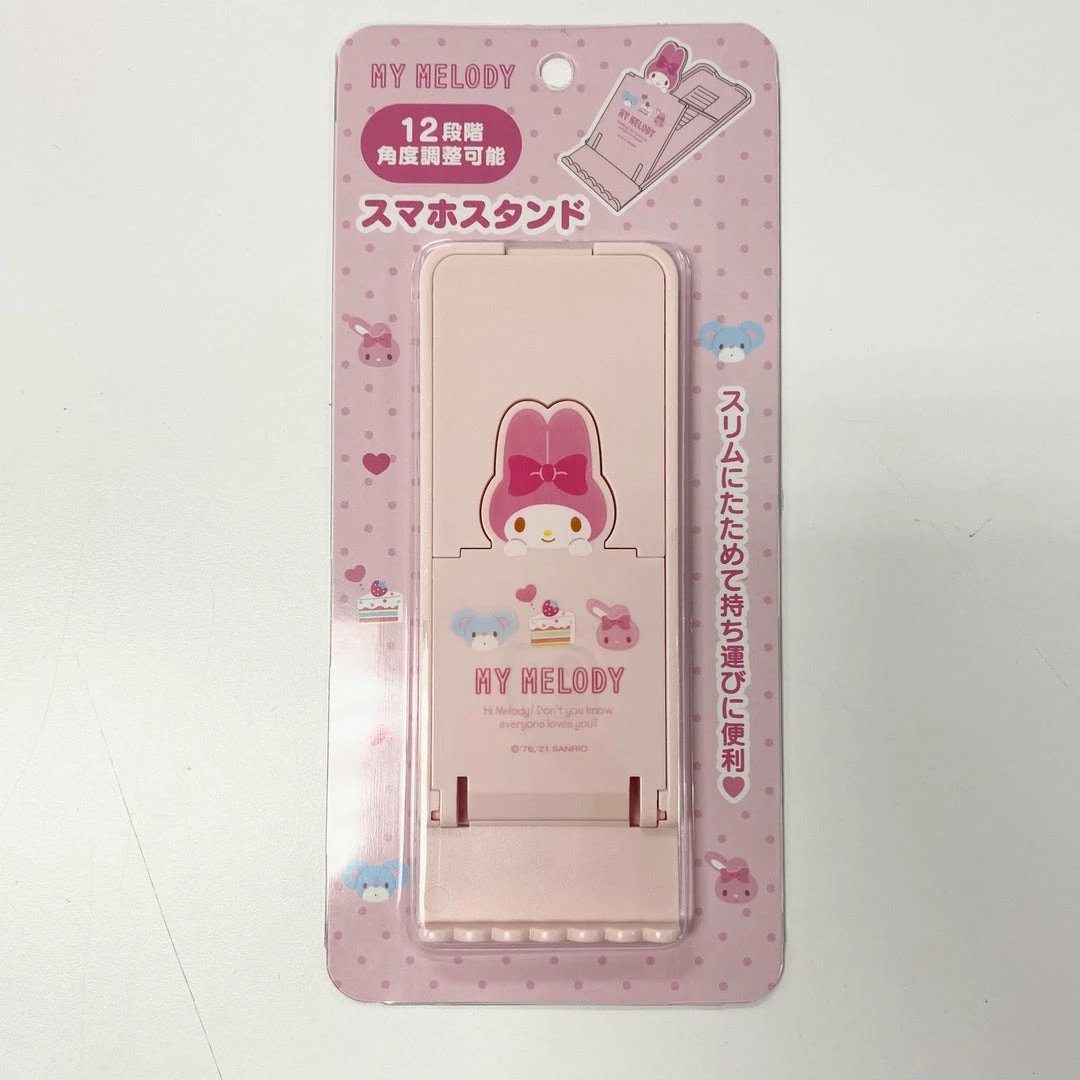 MY MELODY
12段階
角度調整可能
スマホスタンド
MY MELODY
スリムにたためて持ち運びに便利♥
MY MELODY
Hi Melody! Don't you know
everyone loves you?
© '76, '21 SANRIO